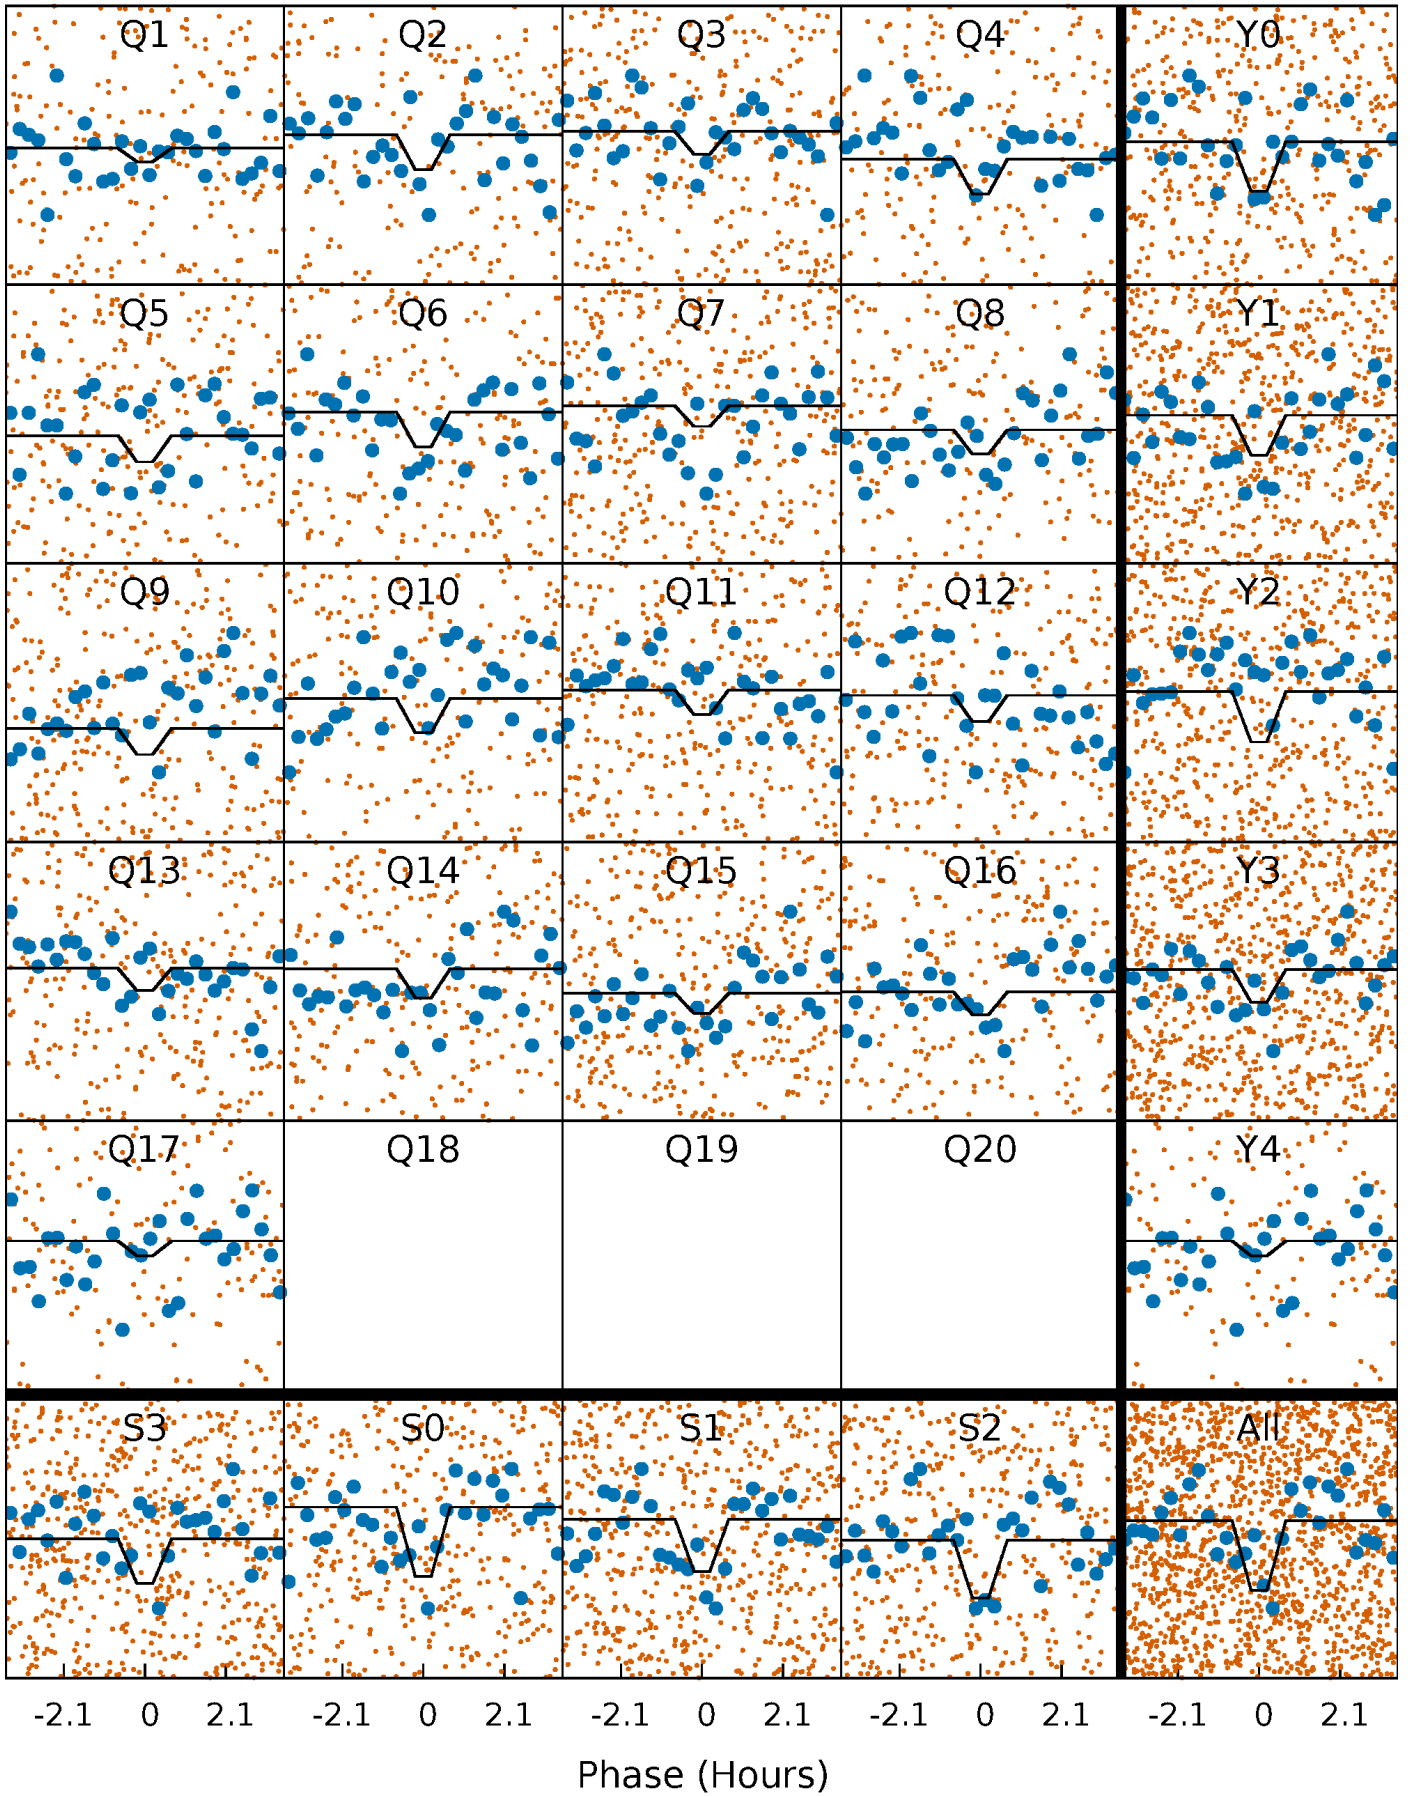 Q1 Q2 Q3 Q4 Y0
Q5 Q6 Q7 Q8 Y1
Q9 Q10 Q11 Q12 Y2
Q13 Q14 Q15 Q16 Y3
Q17 Q18 Q19 Q20 Y4
S3 S0 S1 S2 All
-2.1 0 2.1 -2.1 0 2.1 -2.1 0 2.1 -2.1 0 2.1 -2.1 0 2.1
Phase (Hours)